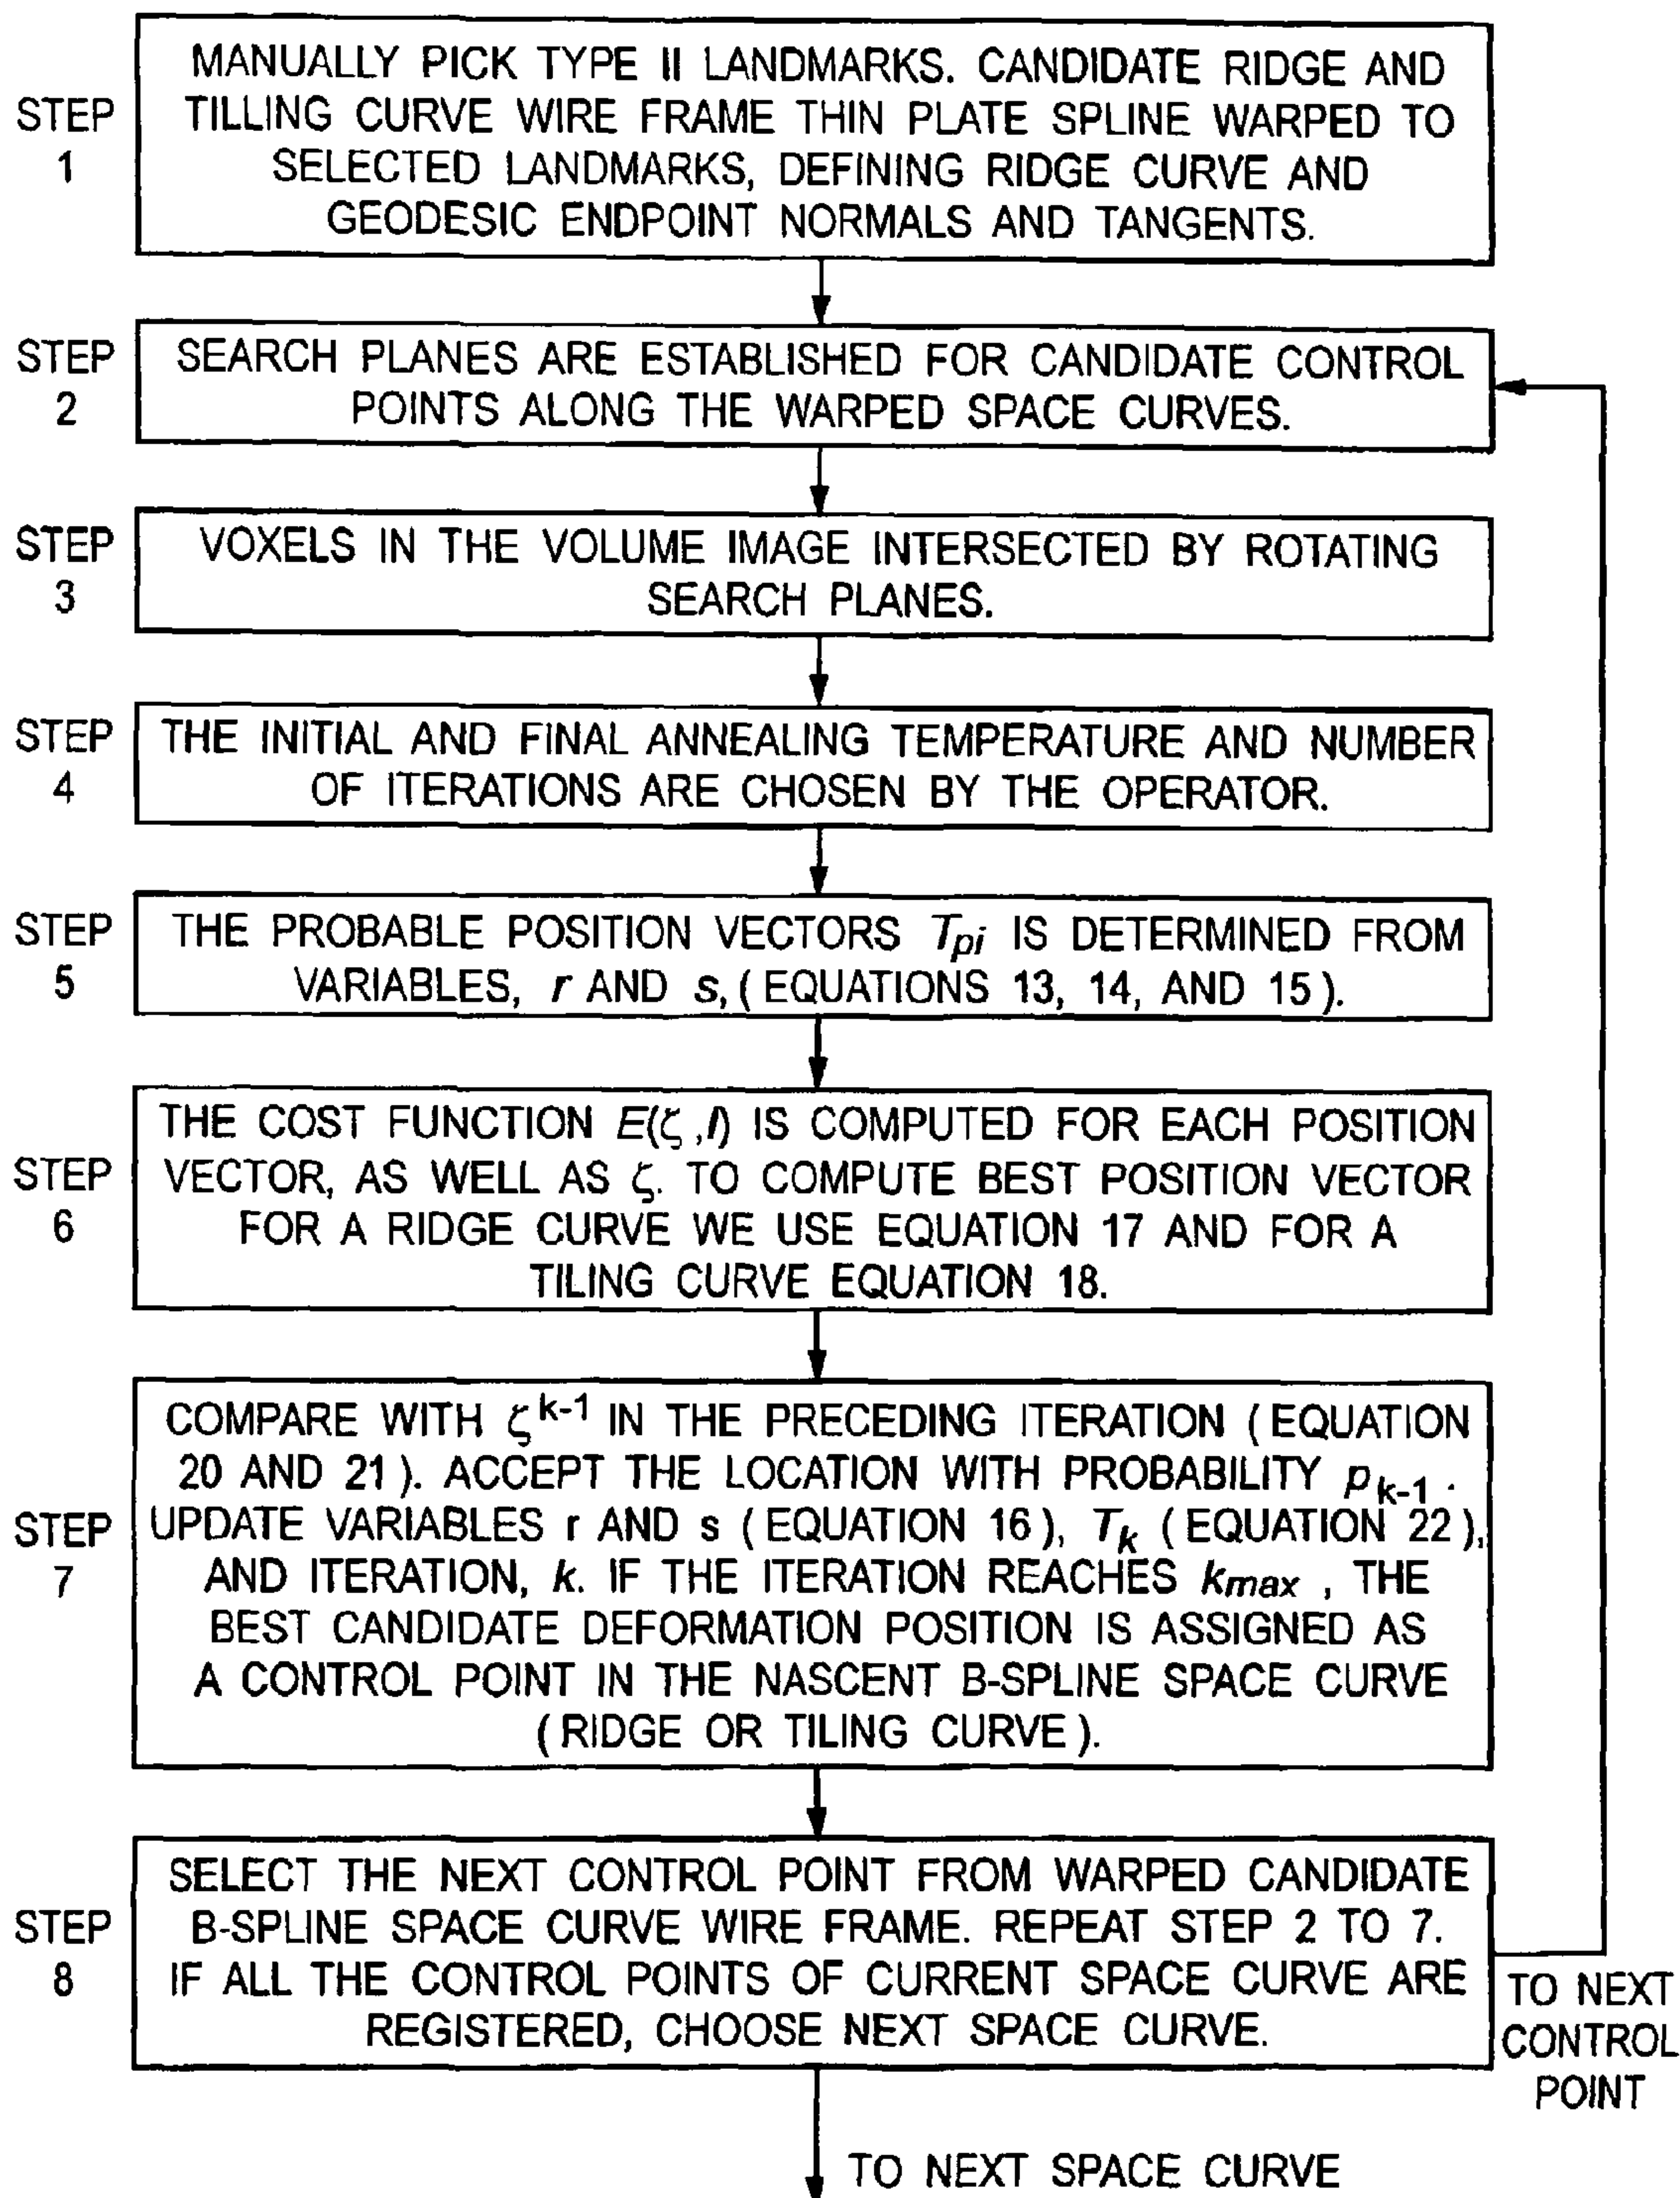 STEP
1
MANUALLY PICK TYPE II LANDMARKS. CANDIDATE RIDGE AND
TILLING CURVE WIRE FRAME THIN PLATE SPLINE WARPED TO
SELECTED LANDMARKS, DEFINING RIDGE CURVE AND
GEODESIC ENDPOINT NORMALS AND TANGENTS.
STEP
2
SEARCH PLANES ARE ESTABLISHED FOR CANDIDATE CONTROL
POINTS ALONG THE WARPED SPACE CURVES.
STEP
3
VOXELS IN THE VOLUME IMAGE INTERSECTED BY ROTATING
SEARCH PLANES.
STEP
4
THE INITIAL AND FINAL ANNEALING TEMPERATURE AND NUMBER
OF ITERATIONS ARE CHOSEN BY THE OPERATOR.
STEP
5
THE PROBABLE POSITION VECTORS T_pi IS DETERMINED FROM
VARIABLES, r AND s, ( EQUATIONS 13, 14, AND 15 ).
STEP
6
THE COST FUNCTION E(ζ ,I) IS COMPUTED FOR EACH POSITION
VECTOR, AS WELL AS ζ. TO COMPUTE BEST POSITION VECTOR
FOR A RIDGE CURVE WE USE EQUATION 17 AND FOR A
TILING CURVE EQUATION 18.
STEP
7
COMPARE WITH ζ^k-1 IN THE PRECEDING ITERATION ( EQUATION
20 AND 21 ). ACCEPT THE LOCATION WITH PROBABILITY p_k-1 .
UPDATE VARIABLES r AND s ( EQUATION 16 ), T_k ( EQUATION 22 ),
AND ITERATION, k. IF THE ITERATION REACHES k_max , THE
BEST CANDIDATE DEFORMATION POSITION IS ASSIGNED AS
A CONTROL POINT IN THE NASCENT B-SPLINE SPACE CURVE
( RIDGE OR TILING CURVE ).
STEP
8
SELECT THE NEXT CONTROL POINT FROM WARPED CANDIDATE
B-SPLINE SPACE CURVE WIRE FRAME. REPEAT STEP 2 TO 7.
IF ALL THE CONTROL POINTS OF CURRENT SPACE CURVE ARE
REGISTERED, CHOOSE NEXT SPACE CURVE.
TO NEXT
CONTROL
POINT
TO NEXT SPACE CURVE